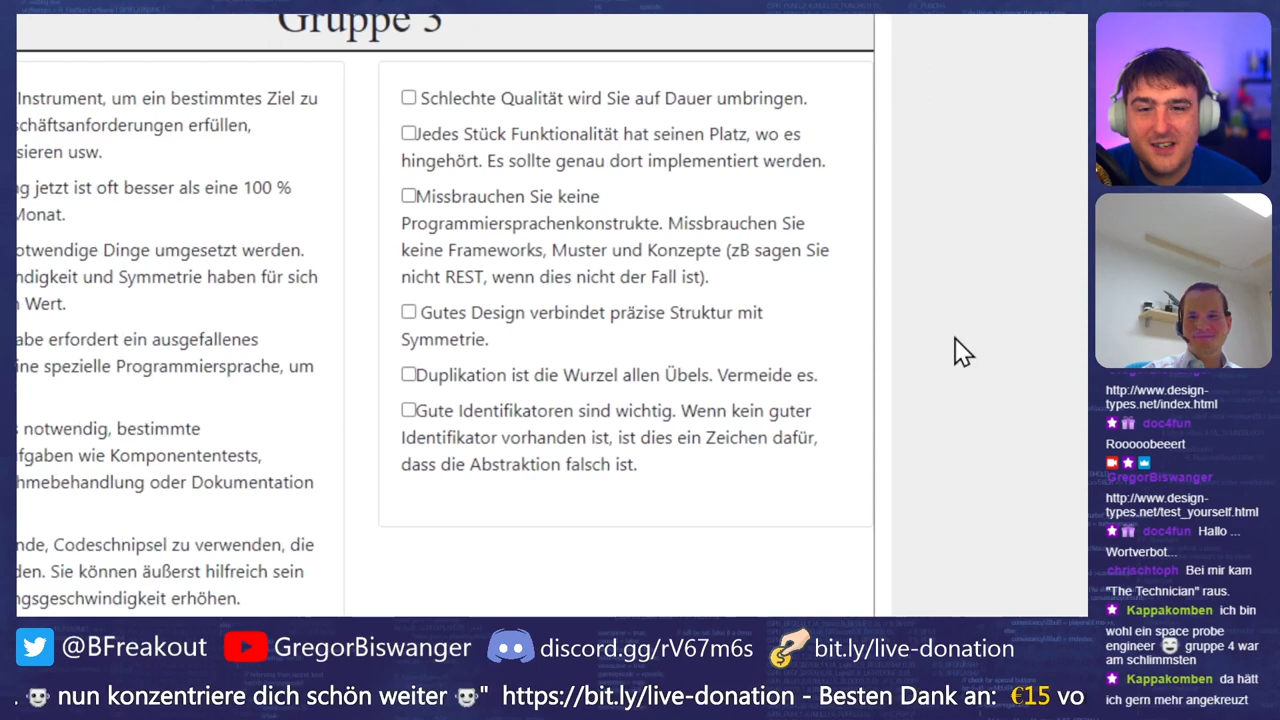 Gruppe 3
Instrument, um ein bestimmtes Ziel zu
schäftsanforderungen erfüllen,
sieren usw.
g jetzt ist oft besser als eine 100 %
Monat.
otwendige Dinge umgesetzt werden.
ndigkeit und Symmetrie haben für sich
n Wert.
abe erfordert ein ausgefallenes
ine spezielle Programmiersprache, um
s notwendig, bestimmte
fgaben wie Komponententests,
hmebehandlung oder Dokumentation
nde, Codeschnipsel zu verwenden, die
den. Sie können äußerst hilfreich sein
ngsgeschwindigkeit erhöhen.
Schlechte Qualität wird Sie auf Dauer umbringen.
Jedes Stück Funktionalität hat seinen Platz, wo es
hingehört. Es sollte genau dort implementiert werden.
Missbrauchen Sie keine
Programmiersprachenkonstrukte. Missbrauchen Sie
keine Frameworks, Muster und Konzepte (zB sagen Sie
nicht REST, wenn dies nicht der Fall ist).
Gutes Design verbindet präzise Struktur mit
Symmetrie.
Duplikation ist die Wurzel allen Übels. Vermeide es.
Gute Identifikatoren sind wichtig. Wenn kein guter
Identifikator vorhanden ist, ist dies ein Zeichen dafür,
dass die Abstraktion falsch ist.
http://www.design-
types.net/index.html
doc4fun
Rooooobeeert
GregorBiswanger
http://www.design-
types.net/test_yourself.html
doc4fun Hallo ...
Wortverbot...
chrischtoph Bei mir kam
"The Technician" raus.
Kappakomben ich bin
wohl ein space probe
engineer gruppe 4 war
am schlimmsten
Kappakomben da hätt
ich gern mehr angekreuzt
@BFreakout GregorBiswanger discord.gg/rV67m6s bit.ly/live-donation
. nun konzentriere dich schön weiter " https://bit.ly/live-donation - Besten Dank an: €15 vo